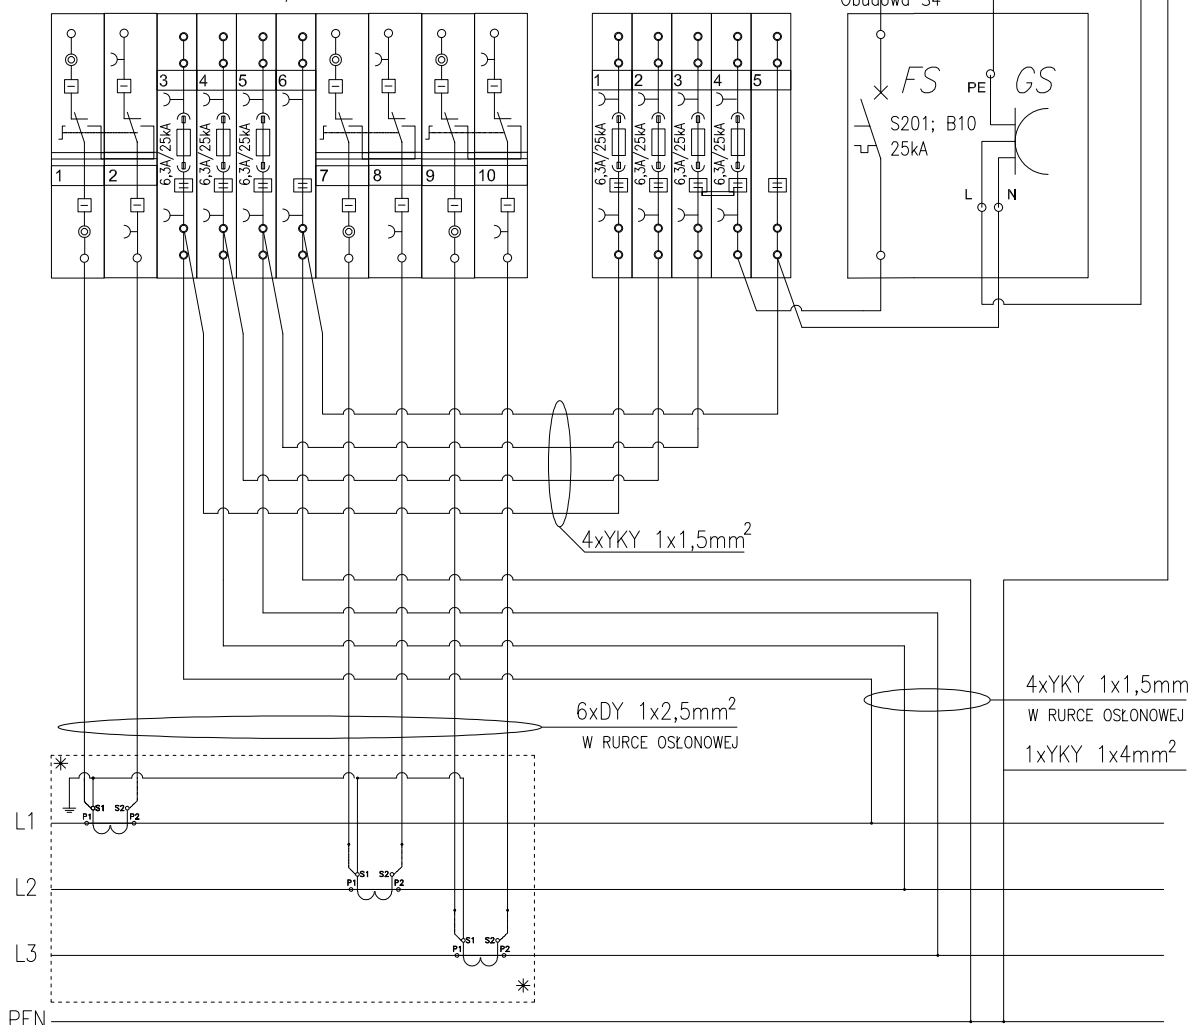 Obudowa S4
3 4 5 6
1 2 3 4 5
FS
PE
GS
6,3A/25kA
6,3A/25kA
6,3A/25kA
6,3A/25kA
6,3A/25kA
6,3A/25kA
6,3A/25kA
S201; B10
25kA
1 2 7 8 9 10
L N
4xYKY 1x1,5mm²
4xYKY 1x1,5mm
W RURCE OSŁONOWEJ
6xDY 1x2,5mm²
W RURCE OSŁONOWEJ
1xYKY 1x4mm²
*
S1 S2
P1 P2
L1
S1 S2
P1 P2
L2
S1 S2
P1 P2
L3
*
PEN